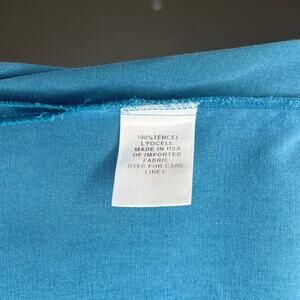 100%TENCEL
LYOCELL
MADE IN USA
OF IMPORTED
FABRIC
OVER FOR CARE
LINE1